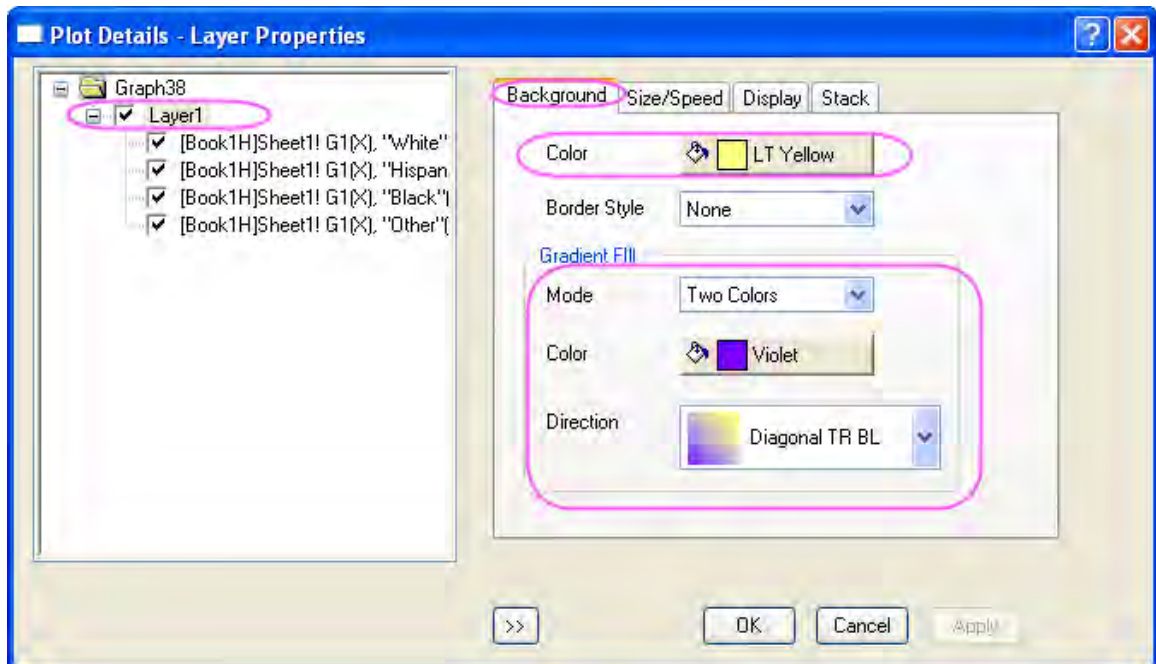 Plot Details - Layer Properties
Graph38
Layer1
[Book1H]Sheet1! G1(X), "White"
[Book1H]Sheet1! G1(X), "Hispan
[Book1H]Sheet1! G1(X), "Black"(
[Book1H]Sheet1! G1(X), "Other"(
Background Size/Speed Display Stack
Color LT Yellow
Border Style None
Gradient FIll
Mode Two Colors
Color Violet
Direction Diagonal TR BL
>> OK Cancel Apply